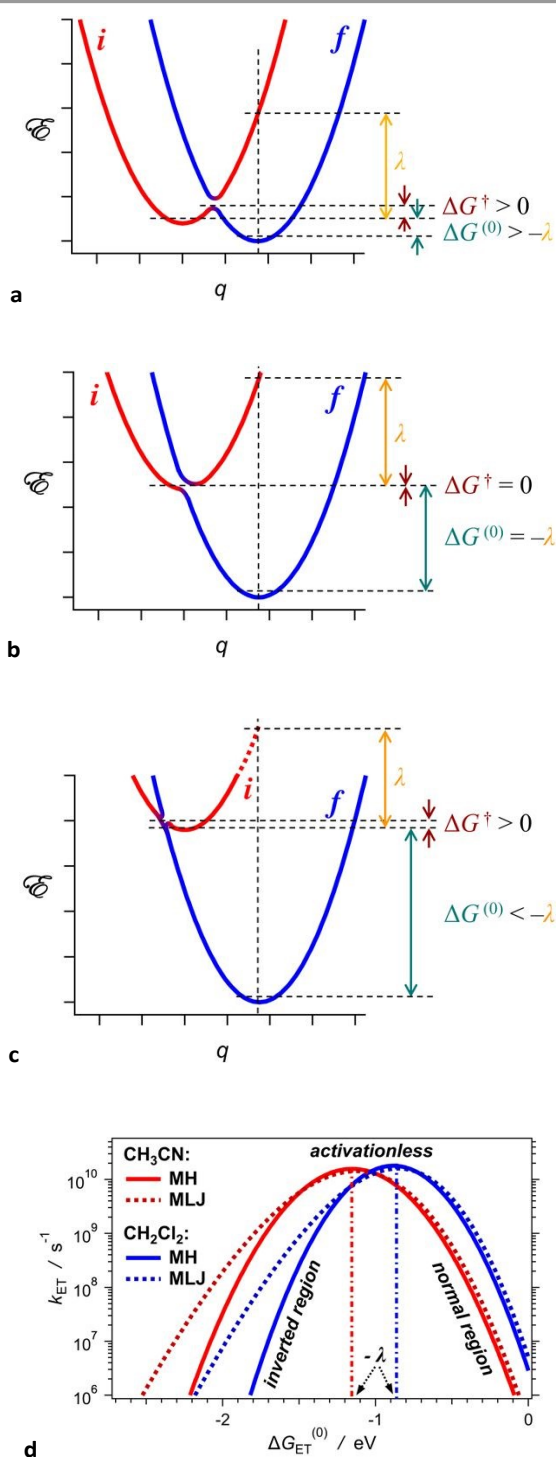 i
f
ℰ
λ
ΔG† > 0
ΔG(0) > –λ
q
a
i
f
ℰ
λ
ΔG† = 0
ΔG(0) = –λ
q
b
i
f
ℰ
λ
ΔG† > 0
ΔG(0) < –λ
q
c
CH3CN:
MH
MLJ
CH2Cl2:
MH
MLJ
activationless
inverted region
normal region
- λ
kET / s-1
10^10
10^9
10^8
10^7
10^6
-2
-1
0
ΔGET(0) / eV
d